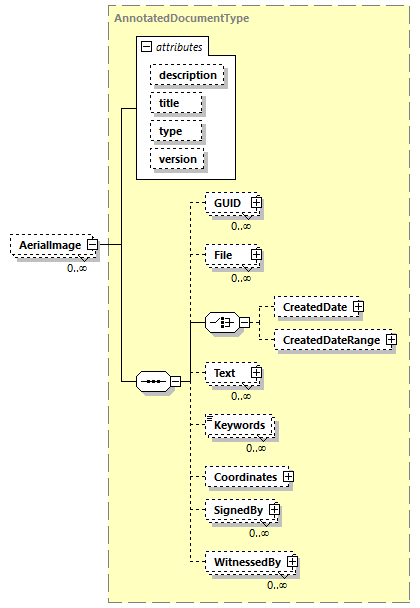 AnnotatedDocumentType
attributes
description
title
type
version
AerialImage
0..∞
GUID
0..∞
File
0..∞
CreatedDate
CreatedDateRange
Text
0..∞
Keywords
0..∞
Coordinates
SignedBy
0..∞
WitnessedBy
0..∞